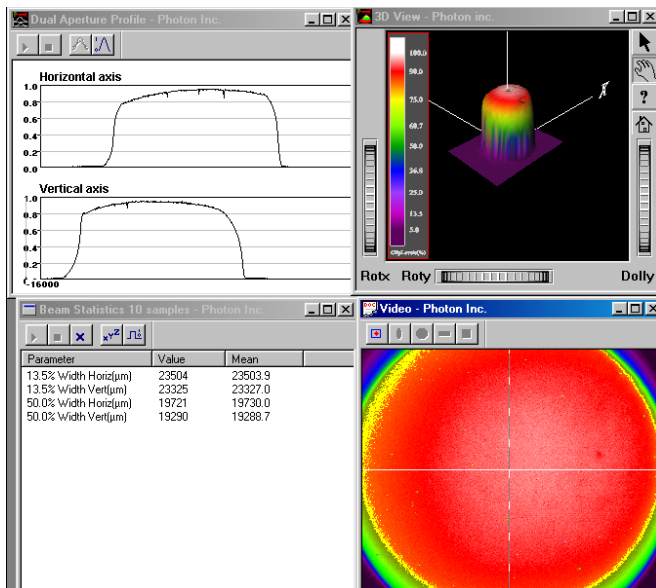 Dual Aperture Profile - Photon Inc.
Horizontal axis
1.0
0.8
0.6
0.4
0.2
0.0
Vertical axis
1.0
0.8
0.6
0.4
0.2
0.0
-16000
3D View - Photon inc.
100.0
90.0
75.0
60.7
50.0
36.6
25.0
13.5
5.0
?
Rotx Roty Dolly
Beam Statistics 10 samples - Photon Inc.
Parameter Value Mean
13.5% Width Horiz(µm) 23504 23503.9
13.5% Width Vert(µm) 23325 23327.0
50.0% Width Horiz(µm) 19721 19730.0
50.0% Width Vert(µm) 19290 19288.7
Video - Photon Inc.